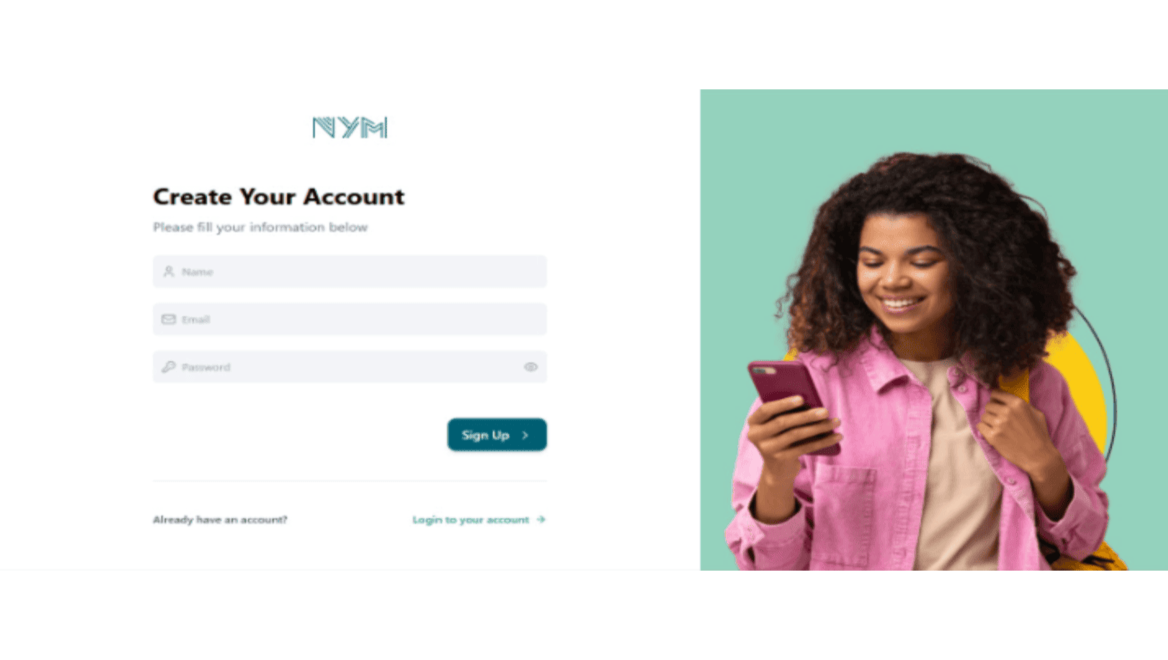 NYM
Create Your Account
Please fill your information below
Name
Email
Password
Sign Up
Already have an account?
Login to your account